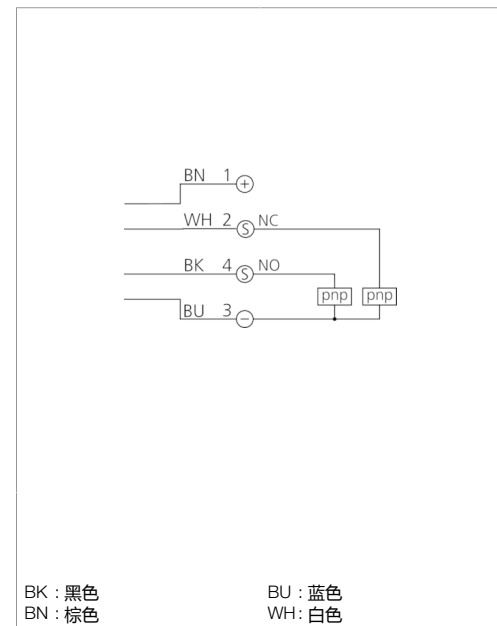 BN 1 +
WH 2 S NC
BK 4 S NO
pnp pnp
BU 3 −
BK : 黑色 BU : 蓝色
BN : 棕色 WH : 白色